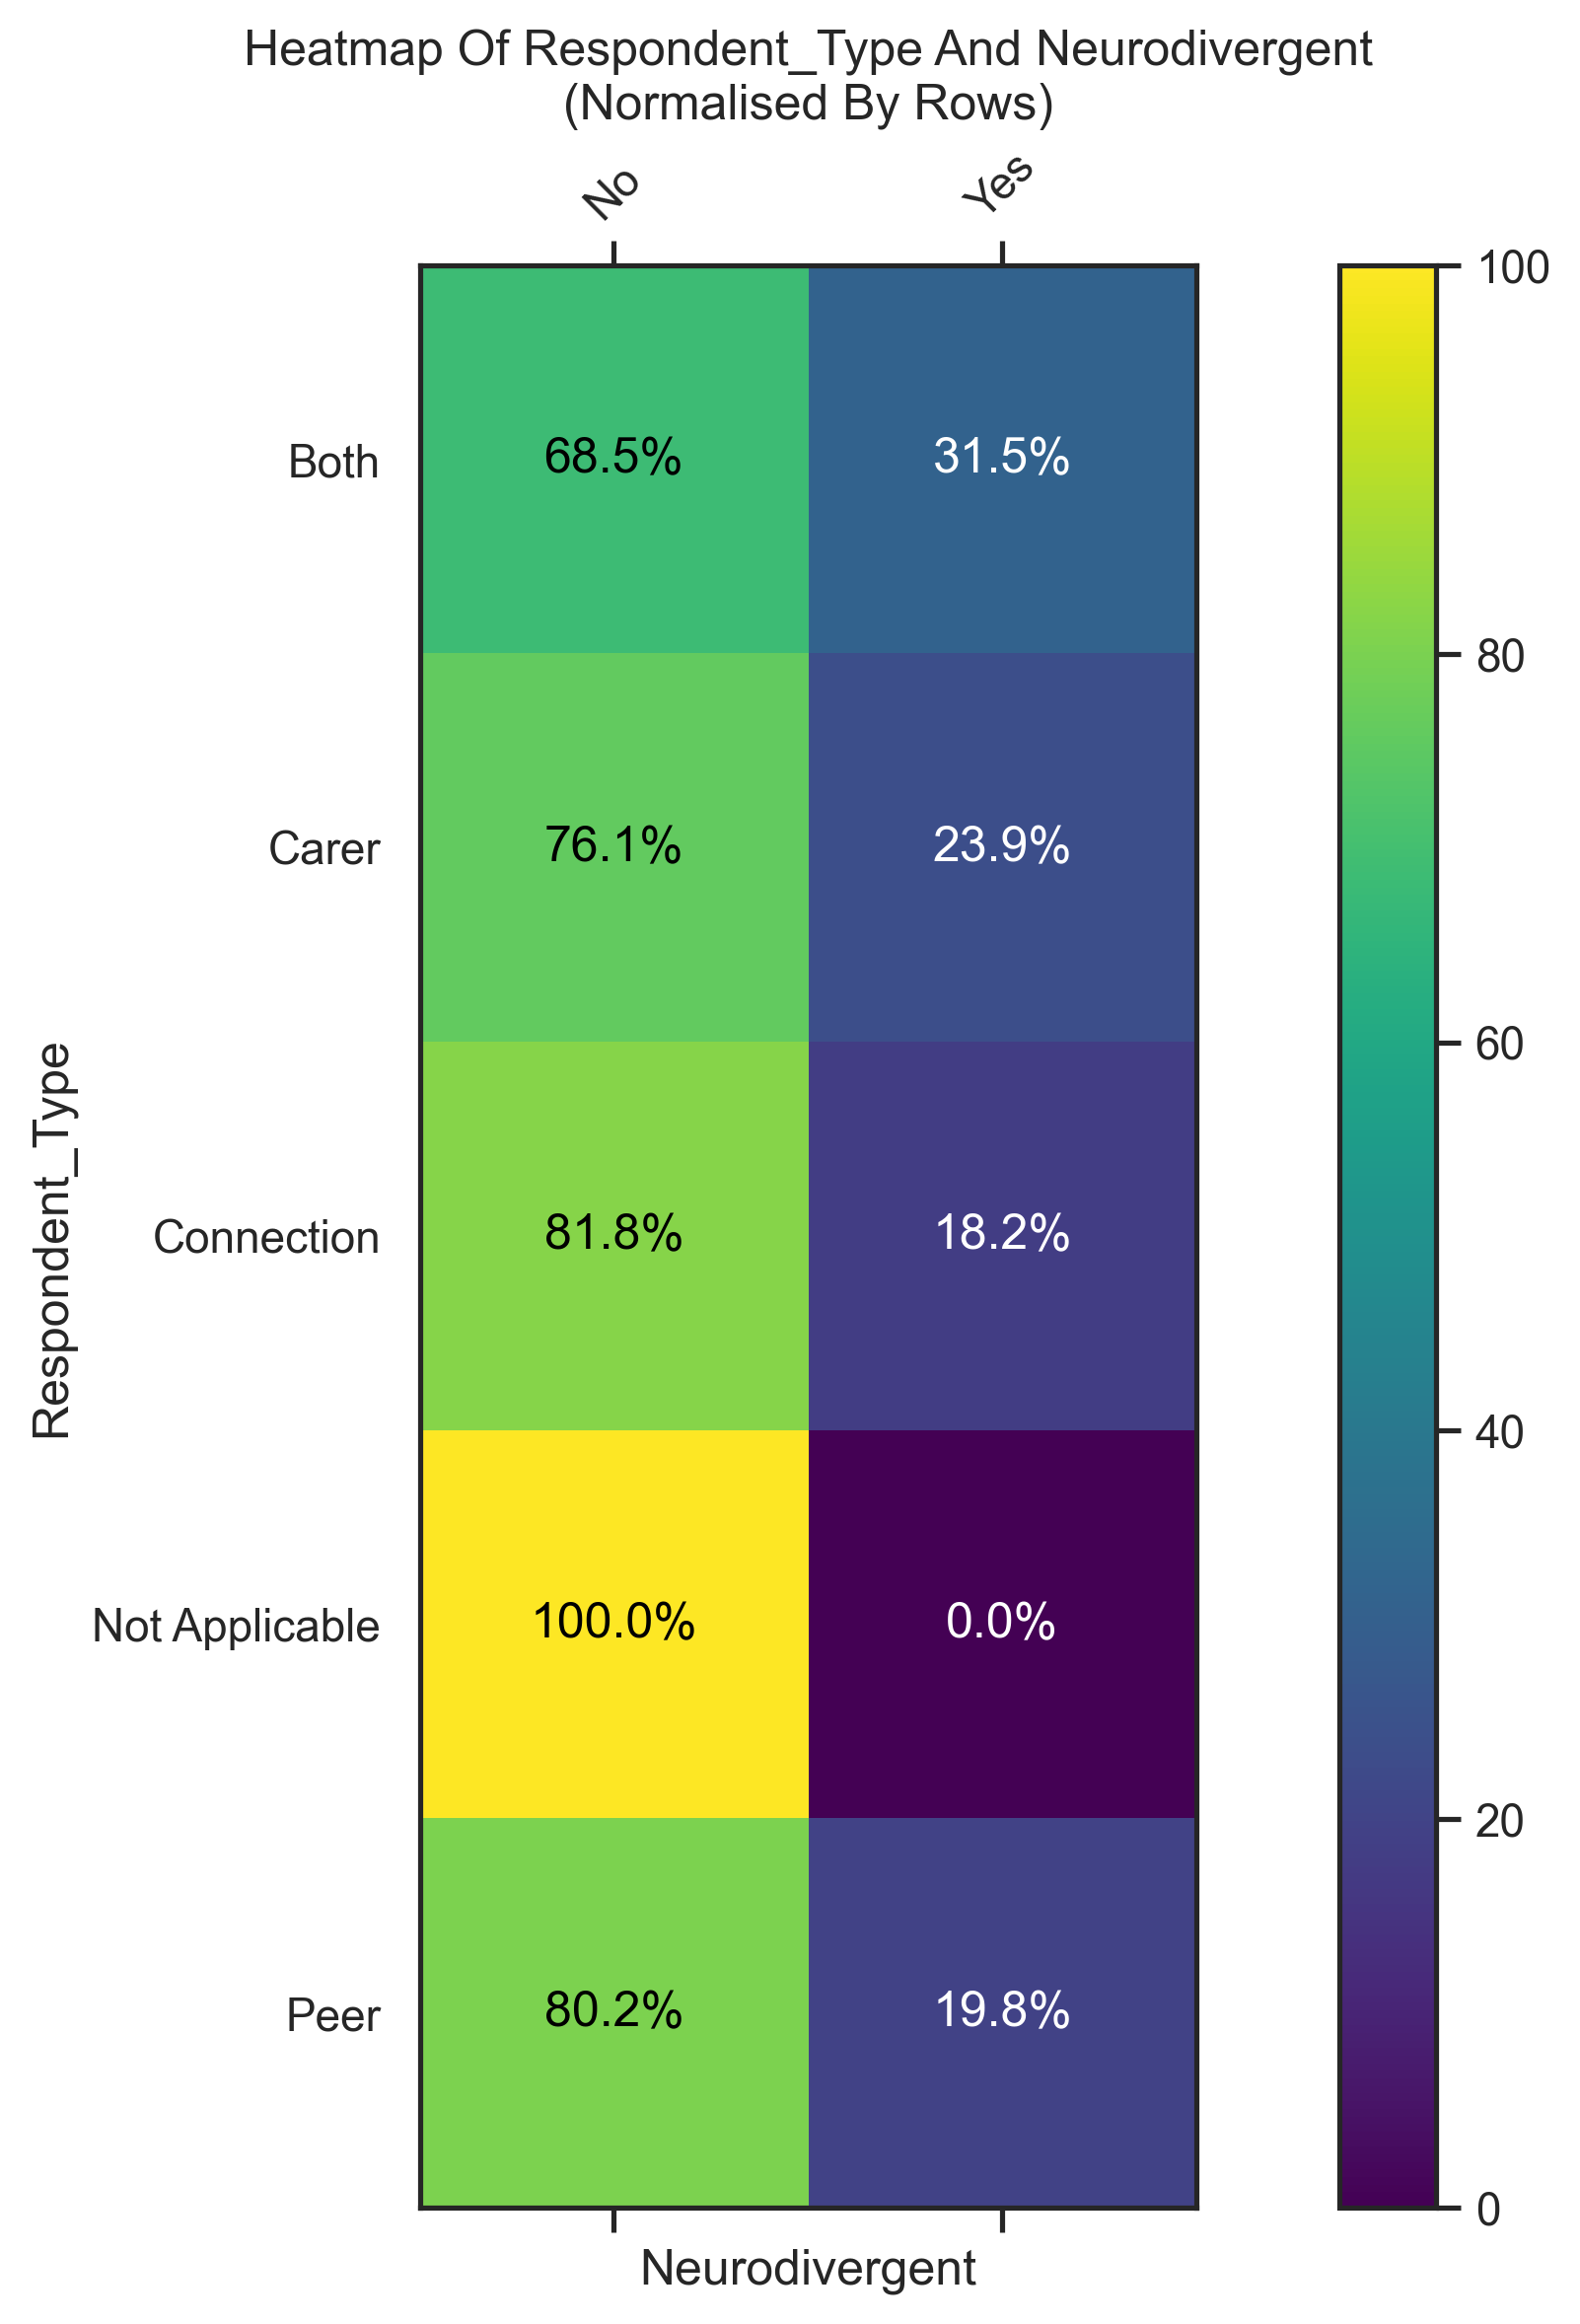 Heatmap Of Respondent_Type And Neurodivergent
(Normalised By Rows)
No Yes
100
Both 68.5% 31.5%
80
Carer 76.1% 23.9%
60
Respondent_Type
Connection 81.8% 18.2%
40
Not Applicable 100.0% 0.0%
20
Peer 80.2% 19.8%
0
Neurodivergent